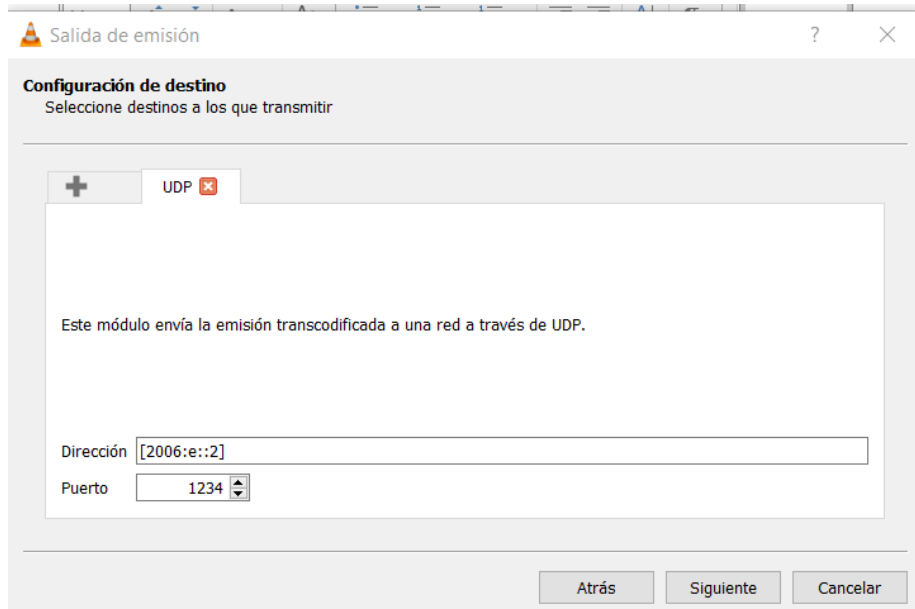 Salida de emisión
?
Configuración de destino
Seleccione destinos a los que transmitir
UDP
Este módulo envía la emisión transcodificada a una red a través de UDP.
Dirección [2006:e::2]
Puerto 1234
Atrás Siguiente Cancelar